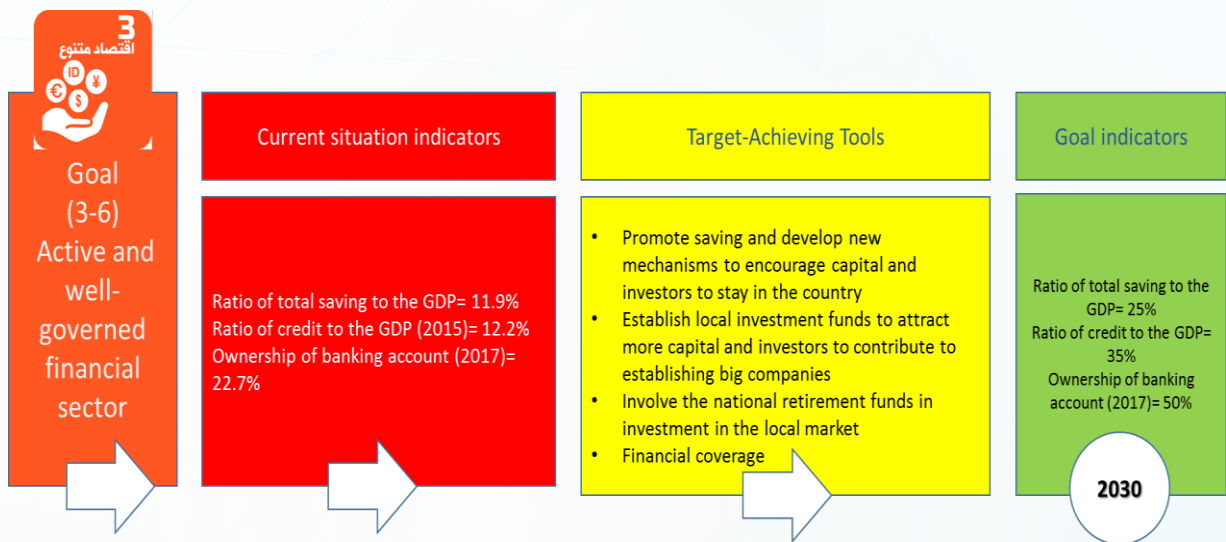 3
اقتصاد متنوع
ID
€
¥
$
Goal
(3-6)
Active and
well-
governed
financial
sector
Current situation indicators
Ratio of total saving to the GDP= 11.9%
Ratio of credit to the GDP (2015)= 12.2%
Ownership of banking account (2017)=
22.7%
Target-Achieving Tools
• Promote saving and develop new
mechanisms to encourage capital and
investors to stay in the country
• Establish local investment funds to attract
more capital and investors to contribute to
establishing big companies
• Involve the national retirement funds in
investment in the local market
• Financial coverage
Goal indicators
Ratio of total saving to the
GDP= 25%
Ratio of credit to the GDP=
35%
Ownership of banking
account (2017)= 50%
2030